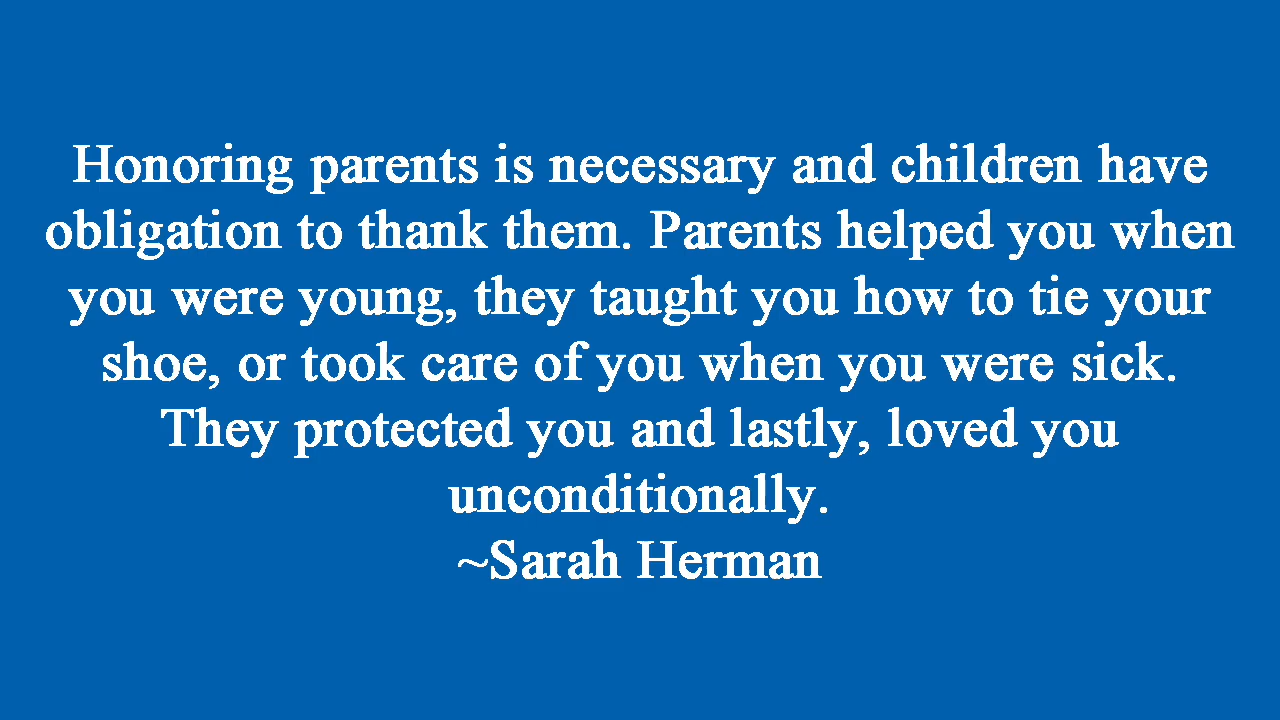 Honoring parents is necessary and children have
obligation to thank them. Parents helped you when
you were young, they taught you how to tie your
shoe, or took care of you when you were sick.
They protected you and lastly, loved you
unconditionally.
~Sarah Herman